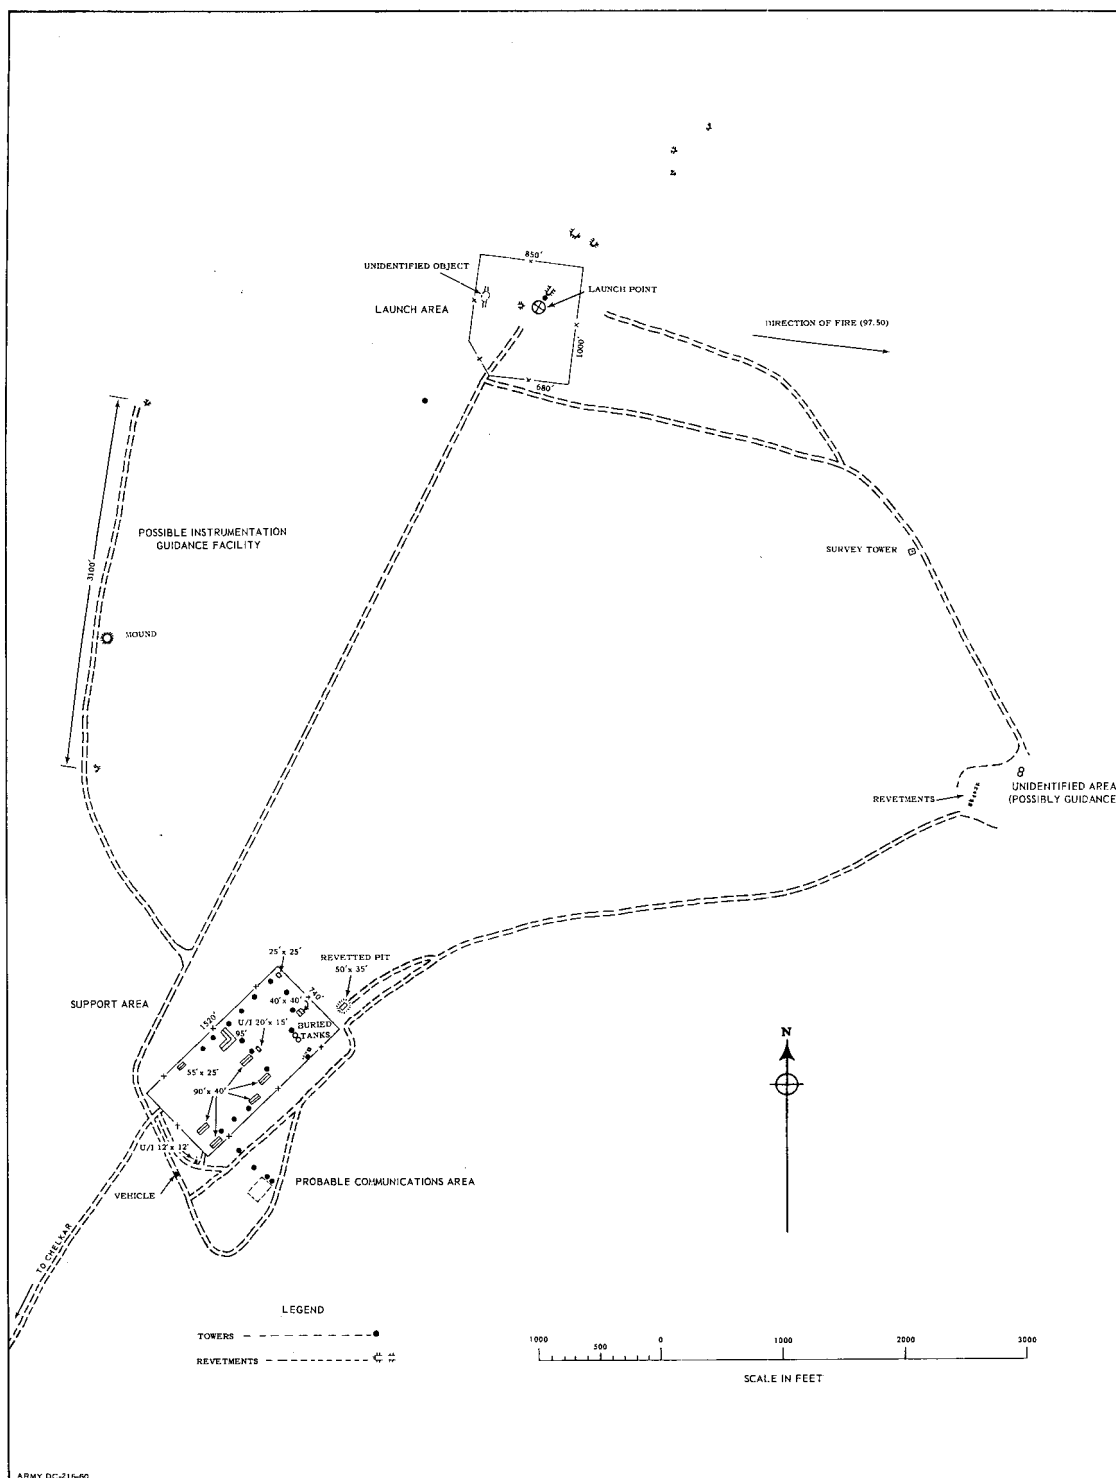 850'
UNIDENTIFIED OBJECT
LAUNCH POINT
LAUNCH AREA
DIRECTION OF FIRE (97.50)
1000'
680'
POSSIBLE INSTRUMENTATION
GUIDANCE FACILITY
SURVEY TOWER
3100'
MOUND
UNIDENTIFIED AREA
(POSSIBLY GUIDANCE
REVETMENTS
25' x 25'
REVETTED PIT
50' x 35'
SUPPORT AREA
740'
40' x 40'
1520'
U/I 20' x 15'
BURIED
TANKS
95'
55' x 25'
90' x 40'
N
U/I 12' x 12'
VEHICLE
PROBABLE COMMUNICATIONS AREA
TO CHELKAR
LEGEND
TOWERS
REVETMENTS
1000 500 0 1000 2000 3000
SCALE IN FEET
ARMY DC-216-60